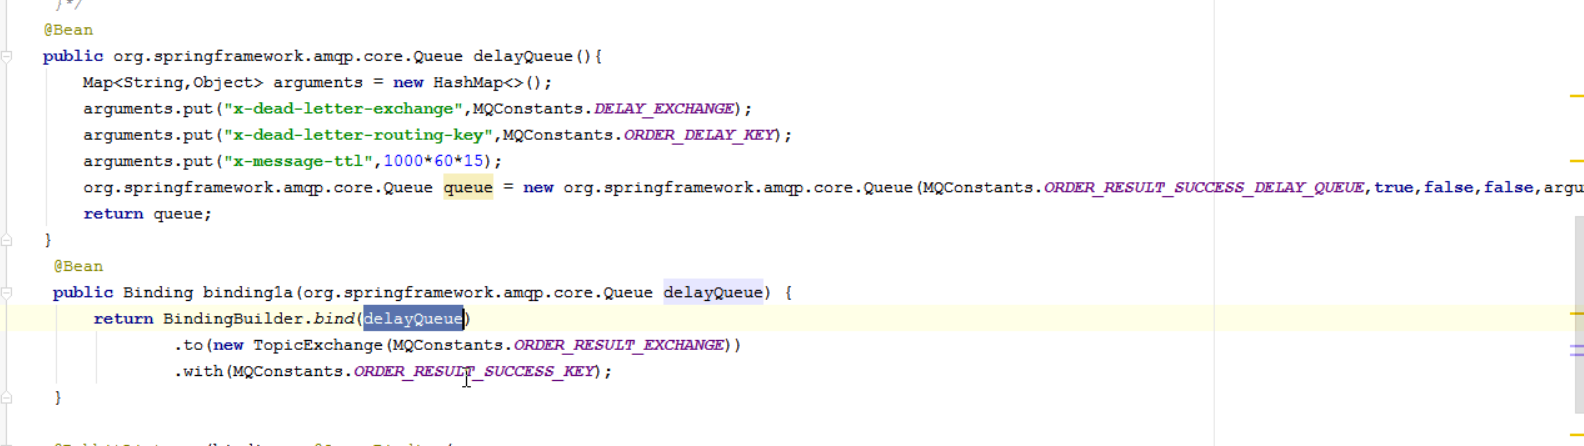 }*/
@Bean
public org.springframework.amqp.core.Queue delayQueue(){
Map<String,Object> arguments = new HashMap<>();
arguments.put("x-dead-letter-exchange",MQConstants.DELAY_EXCHANGE);
arguments.put("x-dead-letter-routing-key",MQConstants.ORDER_DELAY_KEY);
arguments.put("x-message-ttl",1000*60*15);
org.springframework.amqp.core.Queue queue = new org.springframework.amqp.core.Queue(MQConstants.ORDER_RESULT_SUCCESS_DELAY_QUEUE,true,false,false,argu
return queue;
}
@Bean
public Binding binding1a(org.springframework.amqp.core.Queue delayQueue) {
return BindingBuilder.bind(delayQueue)
.to(new TopicExchange(MQConstants.ORDER_RESULT_EXCHANGE))
.with(MQConstants.ORDER_RESULT_SUCCESS_KEY);
}